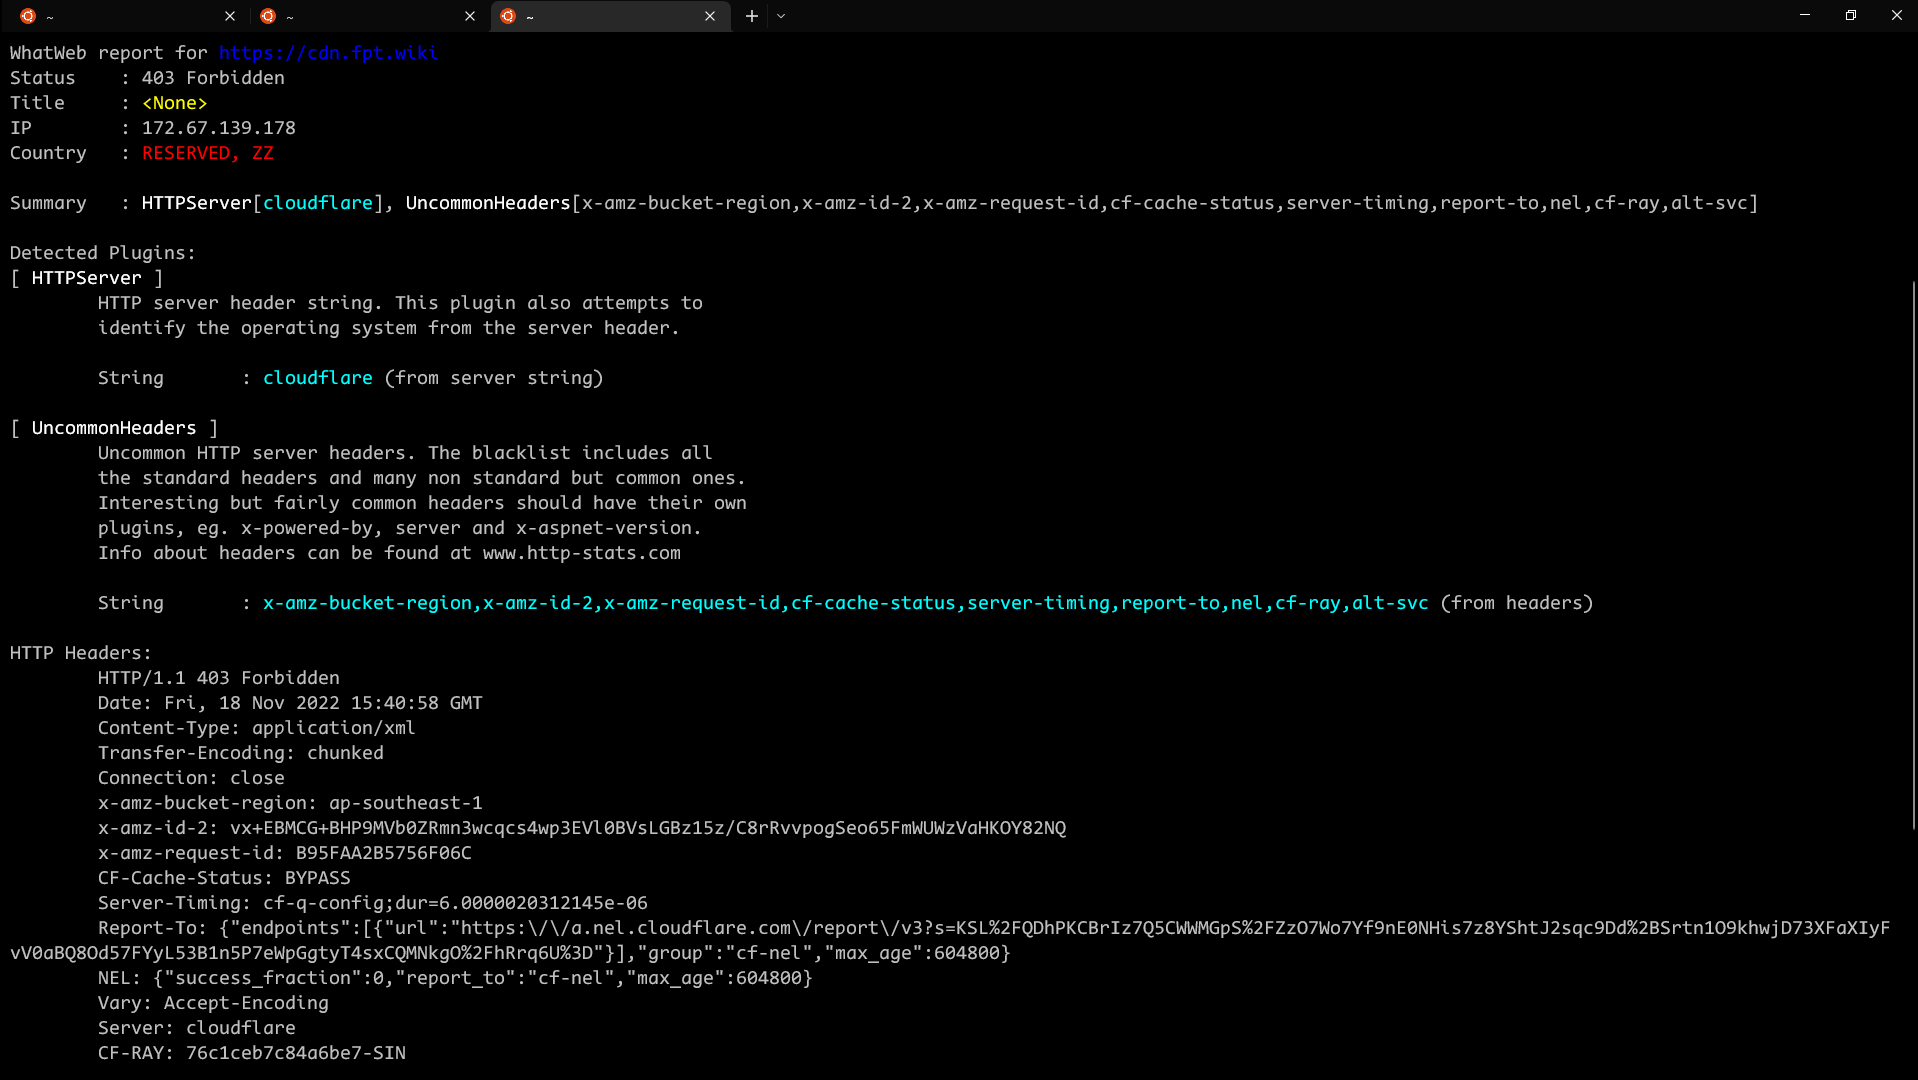 ~ ~ ~
WhatWeb report for https://cdn.fpt.wiki
Status    : 403 Forbidden
Title     : <None>
IP        : 172.67.139.178
Country   : RESERVED, ZZ
Summary   : HTTPServer[cloudflare], UncommonHeaders[x-amz-bucket-region,x-amz-id-2,x-amz-request-id,cf-cache-status,server-timing,report-to,nel,cf-ray,alt-svc]
Detected Plugins:
[ HTTPServer ]
HTTP server header string. This plugin also attempts to
identify the operating system from the server header.
String       : cloudflare (from server string)
[ UncommonHeaders ]
Uncommon HTTP server headers. The blacklist includes all
the standard headers and many non standard but common ones.
Interesting but fairly common headers should have their own
plugins, eg. x-powered-by, server and x-aspnet-version.
Info about headers can be found at www.http-stats.com
String       : x-amz-bucket-region,x-amz-id-2,x-amz-request-id,cf-cache-status,server-timing,report-to,nel,cf-ray,alt-svc (from headers)
HTTP Headers:
HTTP/1.1 403 Forbidden
Date: Fri, 18 Nov 2022 15:40:58 GMT
Content-Type: application/xml
Transfer-Encoding: chunked
Connection: close
x-amz-bucket-region: ap-southeast-1
x-amz-id-2: vx+EBMCG+BHP9MVb0ZRmn3wcqcs4wp3EVl0BVsLGBz15z/C8rRvvpogSeo65FmWUWzVaHKOY82NQ
x-amz-request-id: B95FAA2B5756F06C
CF-Cache-Status: BYPASS
Server-Timing: cf-q-config;dur=6.0000020312145e-06
Report-To: {"endpoints":[{"url":"https:\/\/a.nel.cloudflare.com\/report\/v3?s=KSL%2FQDhPKCBrIz7Q5CWWMGpS%2FZzO7Wo7Yf9nE0NHis7z8YShtJ2sqc9Dd%2BSrtn1O9khwjD73XFaXIyF
vV0aBQ8Od57FYyL53B1n5P7eWpGgtyT4sxCQMNkgO%2FhRrq6U%3D"}],"group":"cf-nel","max_age":604800}
NEL: {"success_fraction":0,"report_to":"cf-nel","max_age":604800}
Vary: Accept-Encoding
Server: cloudflare
CF-RAY: 76c1ceb7c84a6be7-SIN